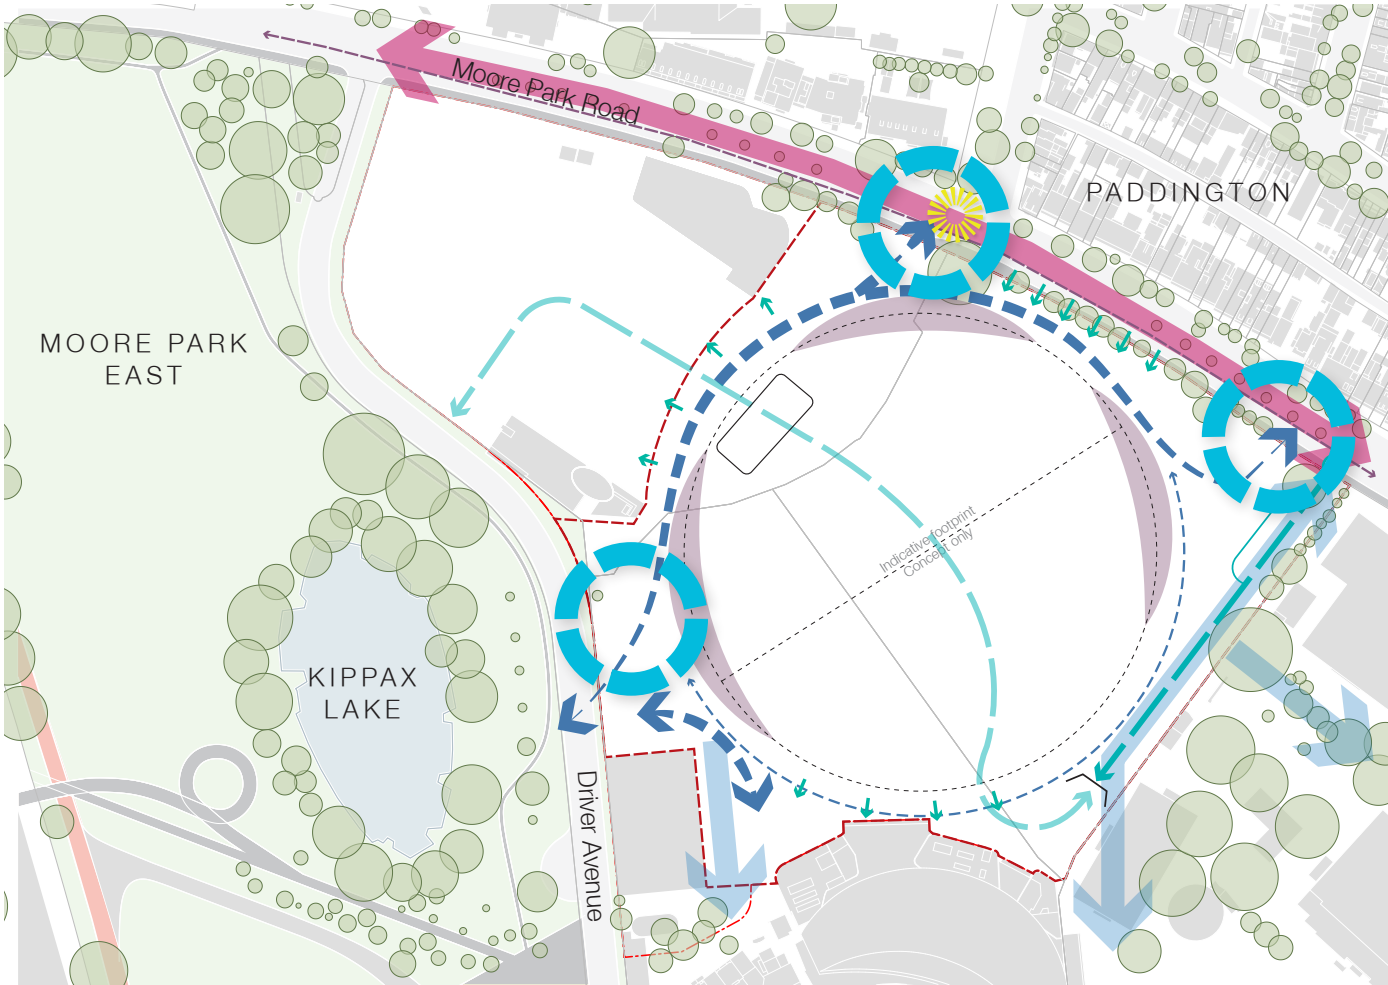 Moore Park Road
PADDINGTON
MOORE PARK
EAST
Indicative footprint
Concept only
KIPPAX
LAKE
Driver Avenue